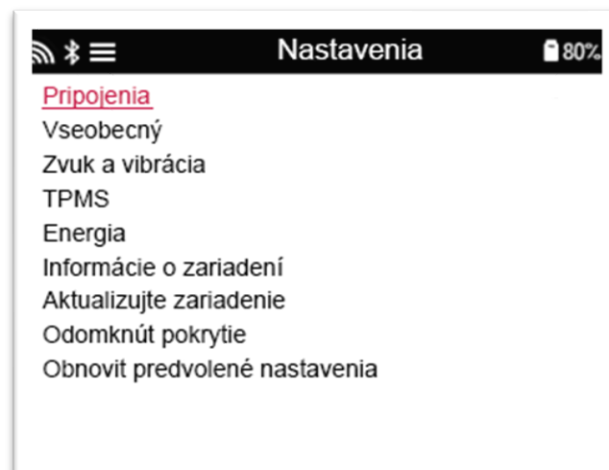 Nastavenia 80%
Pripojenia
Vseobecný
Zvuk a vibrácia
TPMS
Energia
Informácie o zariadení
Aktualizujte zariadenie
Odomknút pokrytie
Obnovit predvolené nastavenia